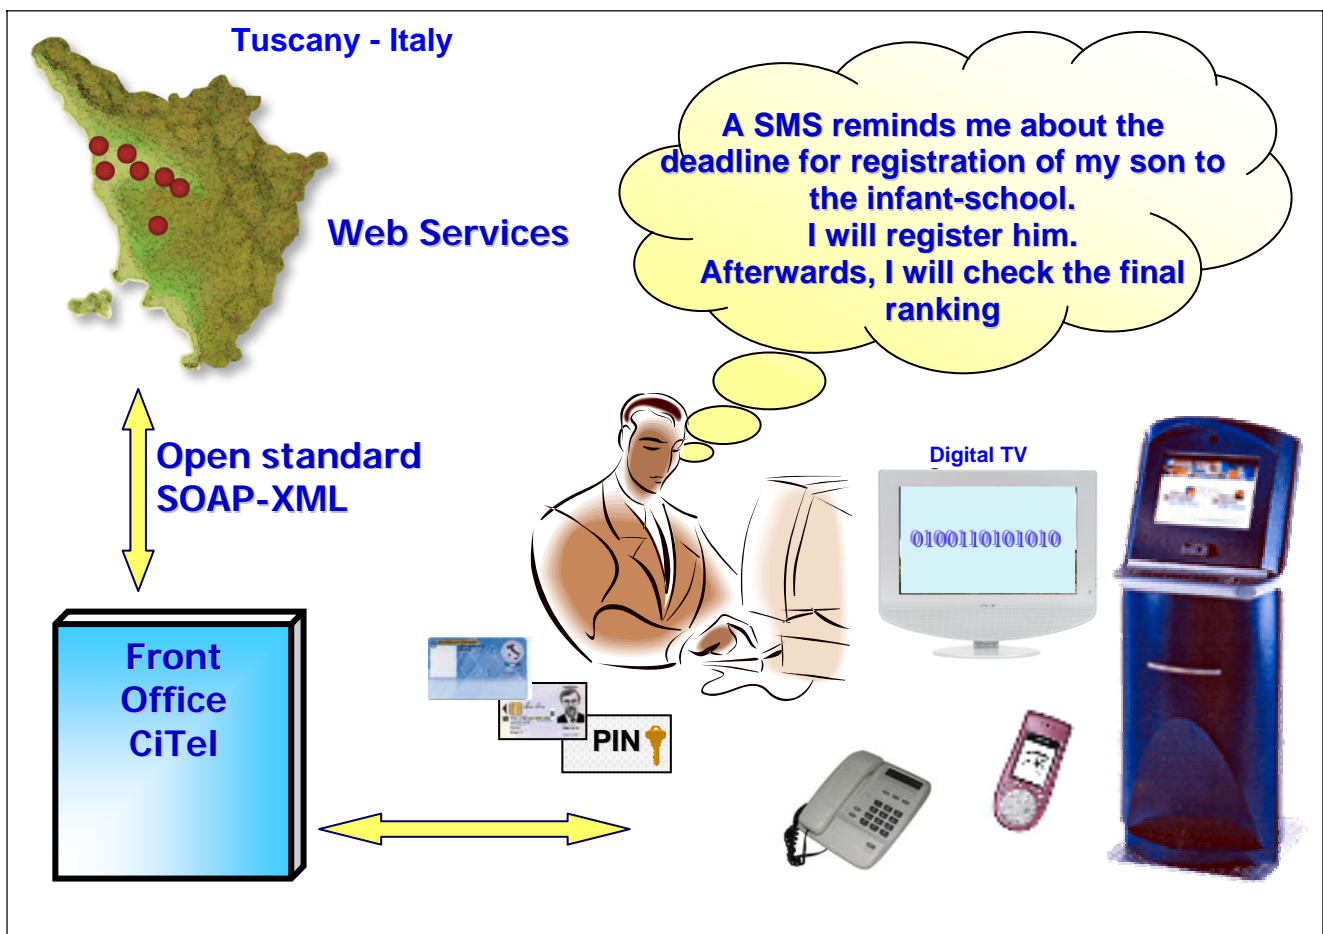 Tuscany - Italy
A SMS reminds me about the
deadline for registration of my son to
the infant-school.
I will register him.
Afterwards, I will check the final
ranking
Web Services
Open standard
SOAP-XML
Digital TV
0100110101010
Front
Office
CiTel
PIN